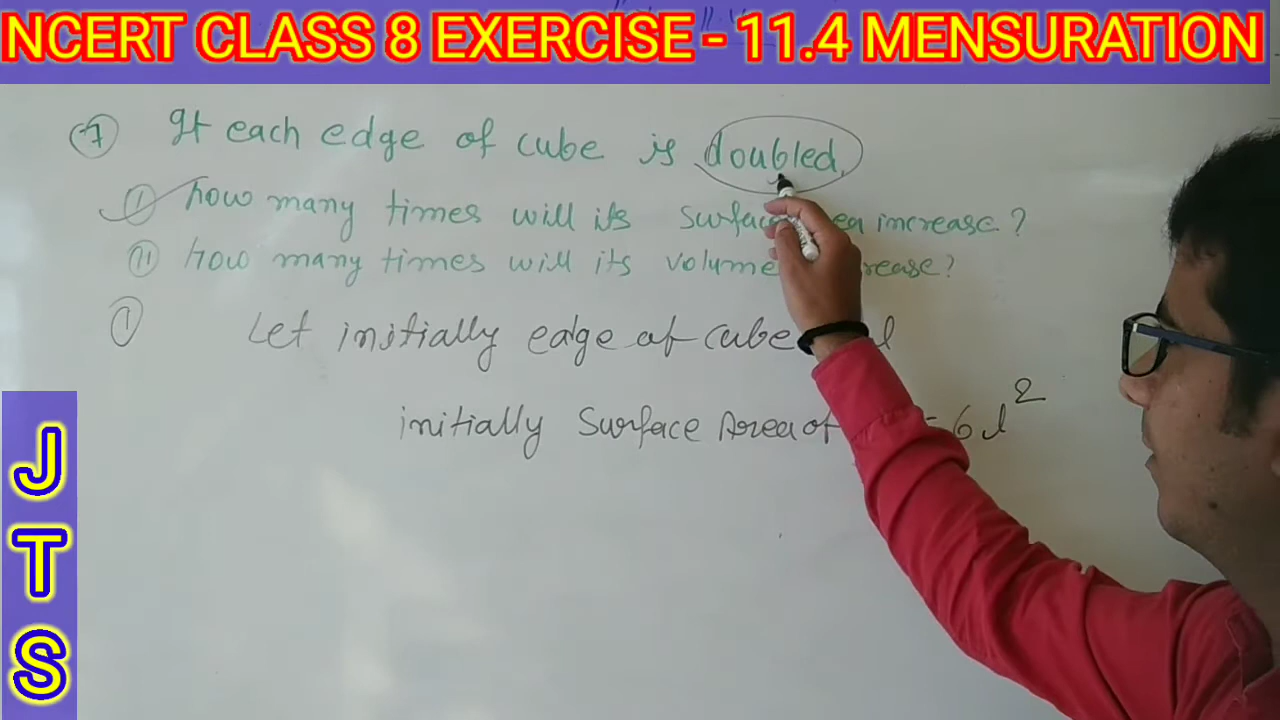 NCERT CLASS 8 EXERCISE - 11.4 MENSURATION
7 If each edge of cube is doubled,
(i) how many times will its surface area increase?
(ii) how many times will its volume increase?
(i) Let initially edge of cube l
initially Surface Area of = 6l²
J
T
S